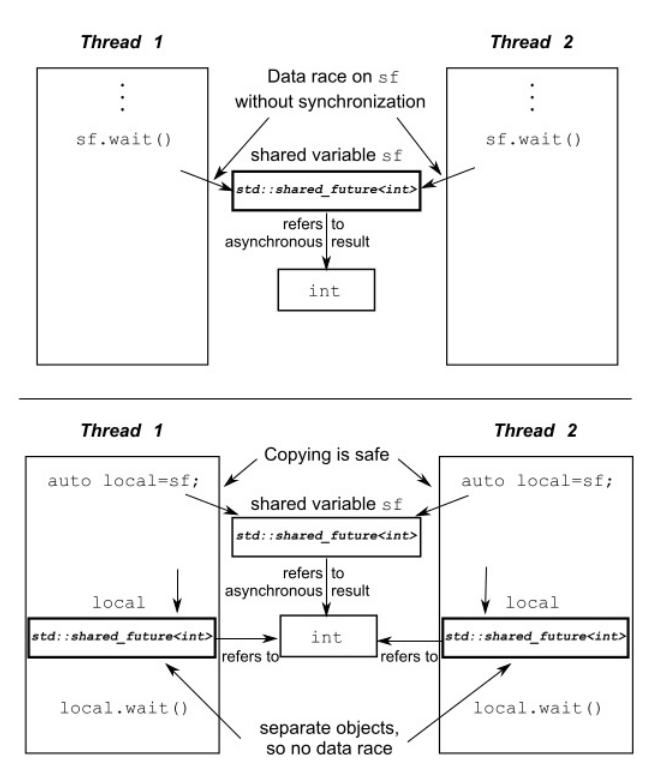 Thread 1
Thread 2
Data race on sf
without synchronization
sf.wait()
sf.wait()
shared variable sf
std::shared_future<int>
refers to
asynchronous result
int
Thread 1
Thread 2
Copying is safe
auto local=sf;
auto local=sf;
shared variable sf
std::shared_future<int>
refers to
asynchronous result
local
local
std::shared_future<int>
int
std::shared_future<int>
refers to
refers to
local.wait()
local.wait()
separate objects,
so no data race